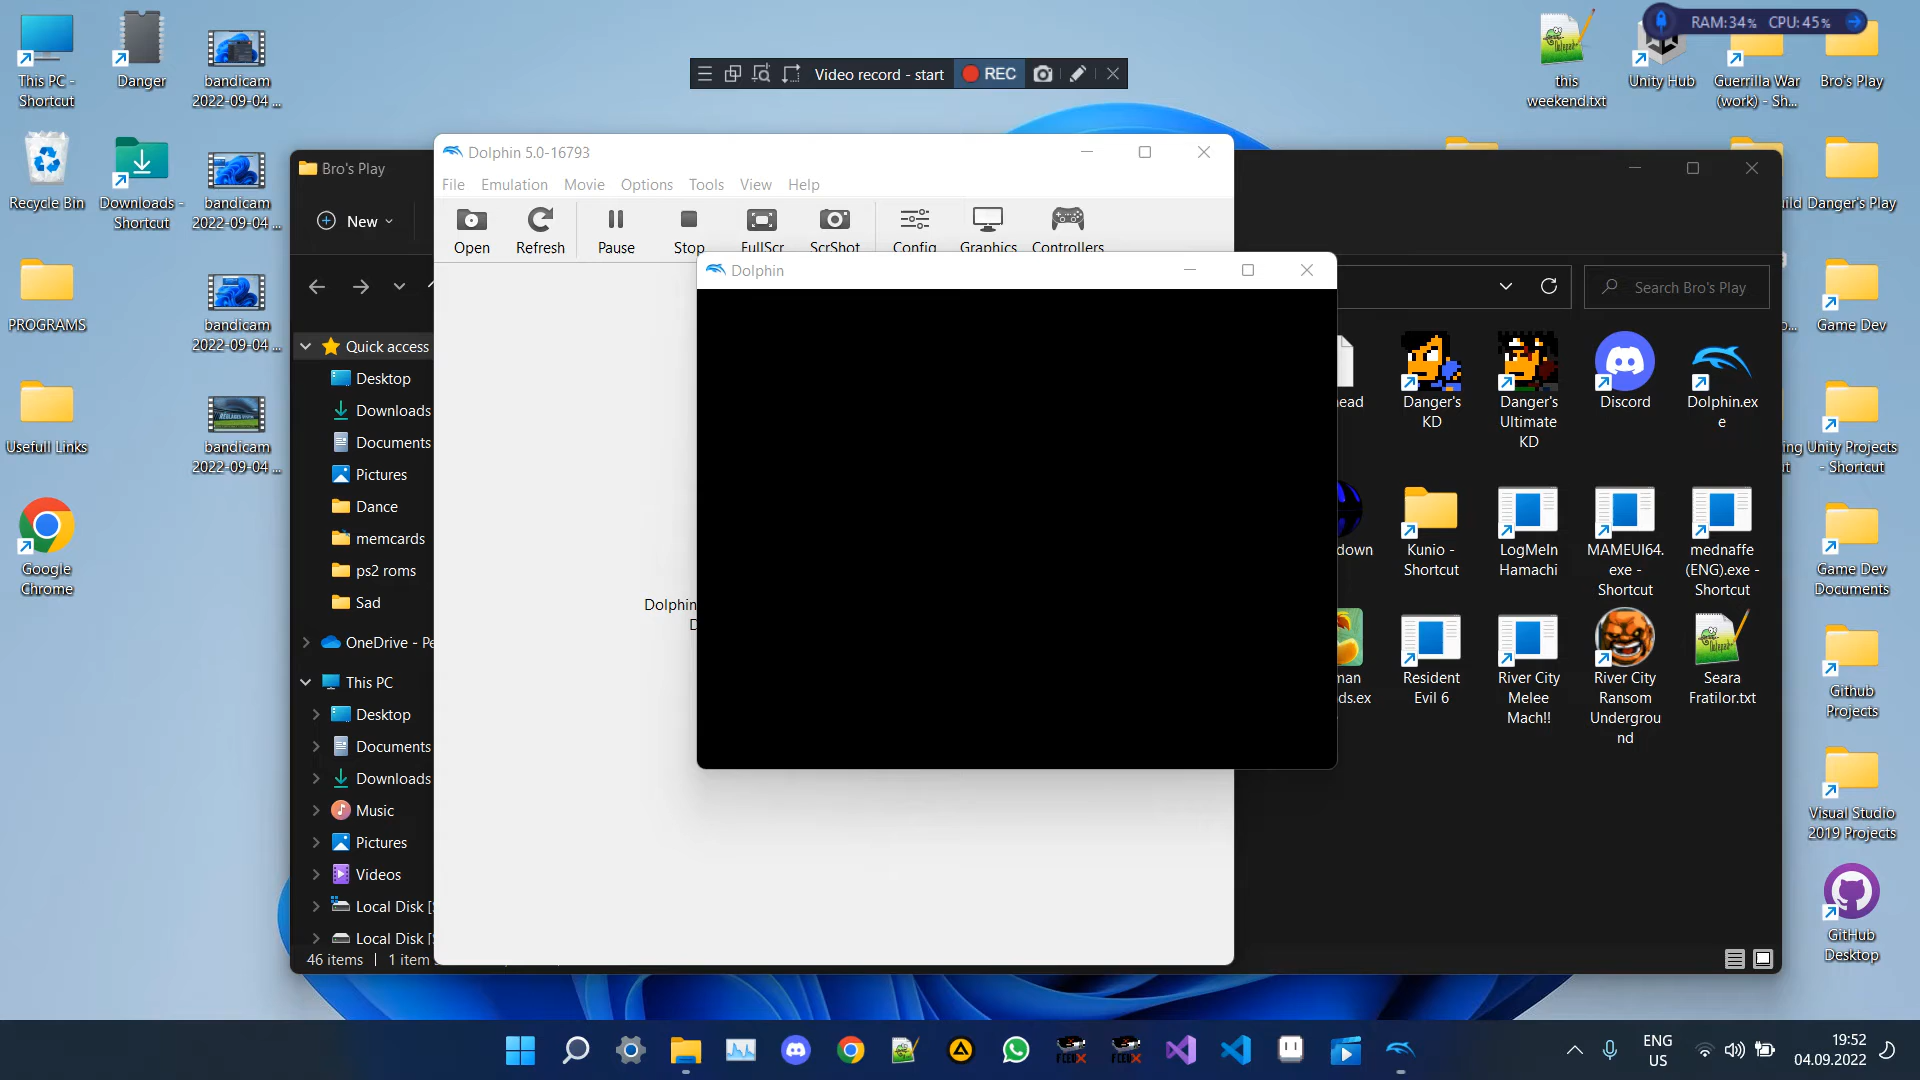 This PC -
Shortcut
Danger
bandicam
2022-09-04 ...
Recycle Bin
Downloads -
Shortcut
bandicam
2022-09-04 ...
PROGRAMS
bandicam
2022-09-04 ...
Usefull Links
bandicam
2022-09-04 ...
Google
Chrome
Video record - start
REC
this
weekend.txt
Unity Hub
Guerrilla War
(work) - Sh...
Bro's Play
RAM:34% CPU:45%
Danger's Play
Game Dev
Unity Projects
- Shortcut
Game Dev
Documents
Github
Projects
Visual Studio
2019 Projects
GitHub
Desktop
Bro's Play
New
Quick access
Desktop
Downloads
Documents
Pictures
Dance
memcards
ps2 roms
Sad
OneDrive - Pe
This PC
Desktop
Documents
Downloads
Music
Pictures
Videos
Local Disk [
Local Disk [
46 items
1 item
Search Bro's Play
Danger's
KD
Danger's
Ultimate
KD
Discord
Dolphin.ex
e
Kunio -
Shortcut
LogMeIn
Hamachi
MAMEUI64.
exe -
Shortcut
mednaffe
(ENG).exe -
Shortcut
Resident
Evil 6
River City
Melee
Mach!!
River City
Ransom
Undergrou
nd
Seara
Fratilor.txt
Dolphin 5.0-16793
File Emulation Movie Options Tools View Help
Open Refresh Pause Stop FullScr ScrShot Config Graphics Controllers
Dolphin
Dolphin
ENG
US
19:52
04.09.2022